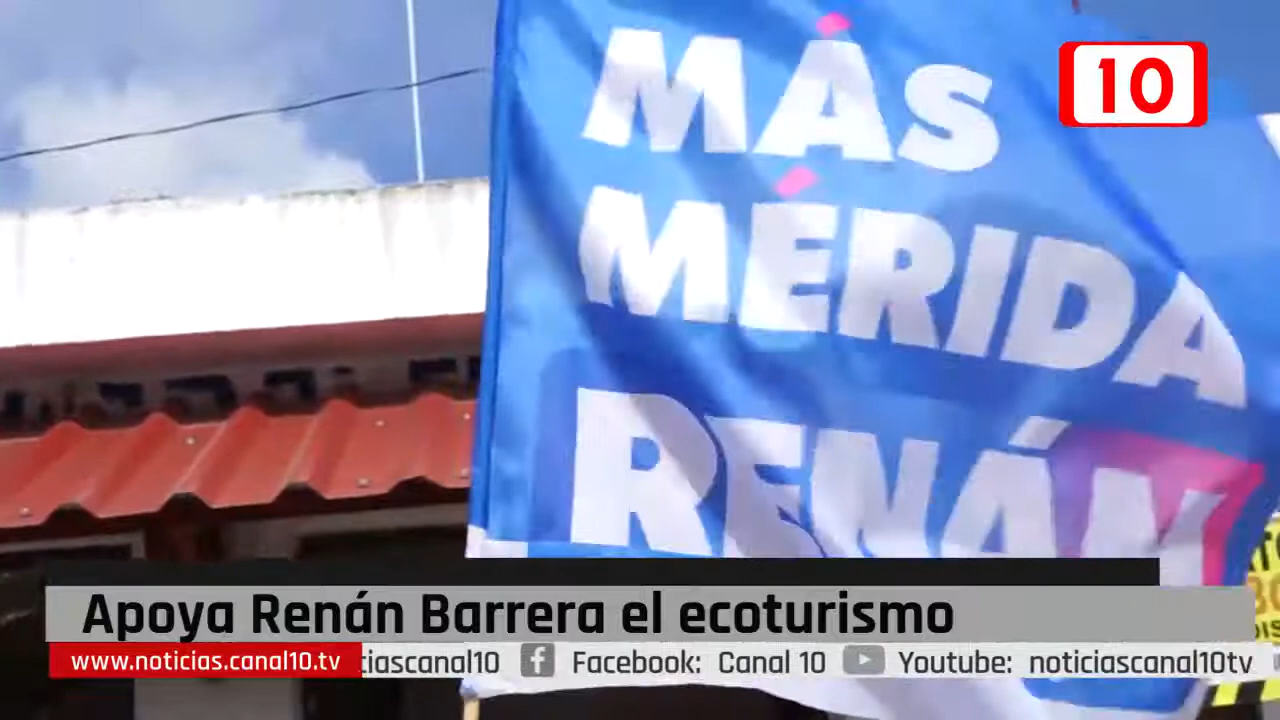 MÁS
MÉRIDA
RENÁN
10
Apoya Renán Barrera el ecoturismo
www.noticias.canal10.tv
ciascanal10 Facebook: Canal 10 Youtube: noticiascanal10tv